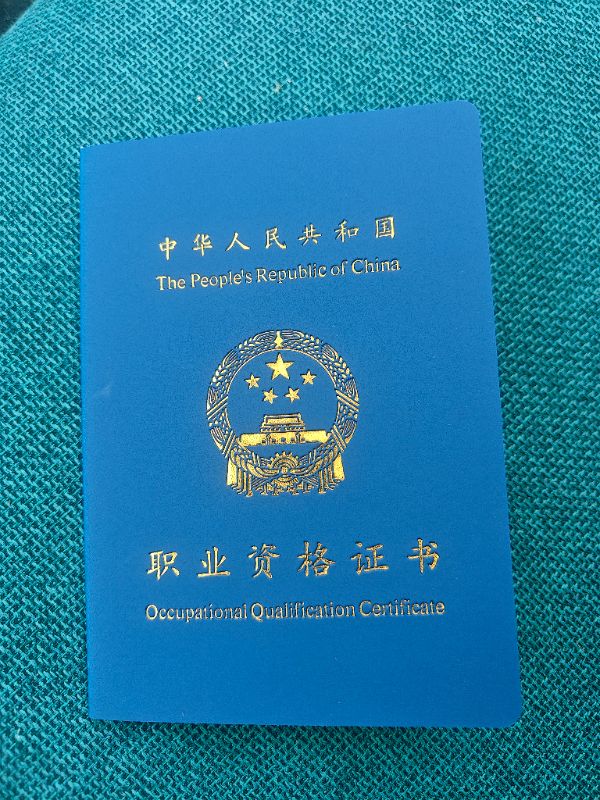 中华人民共和国
The People's Republic of China
职业资格证书
Occupational Qualification Certificate